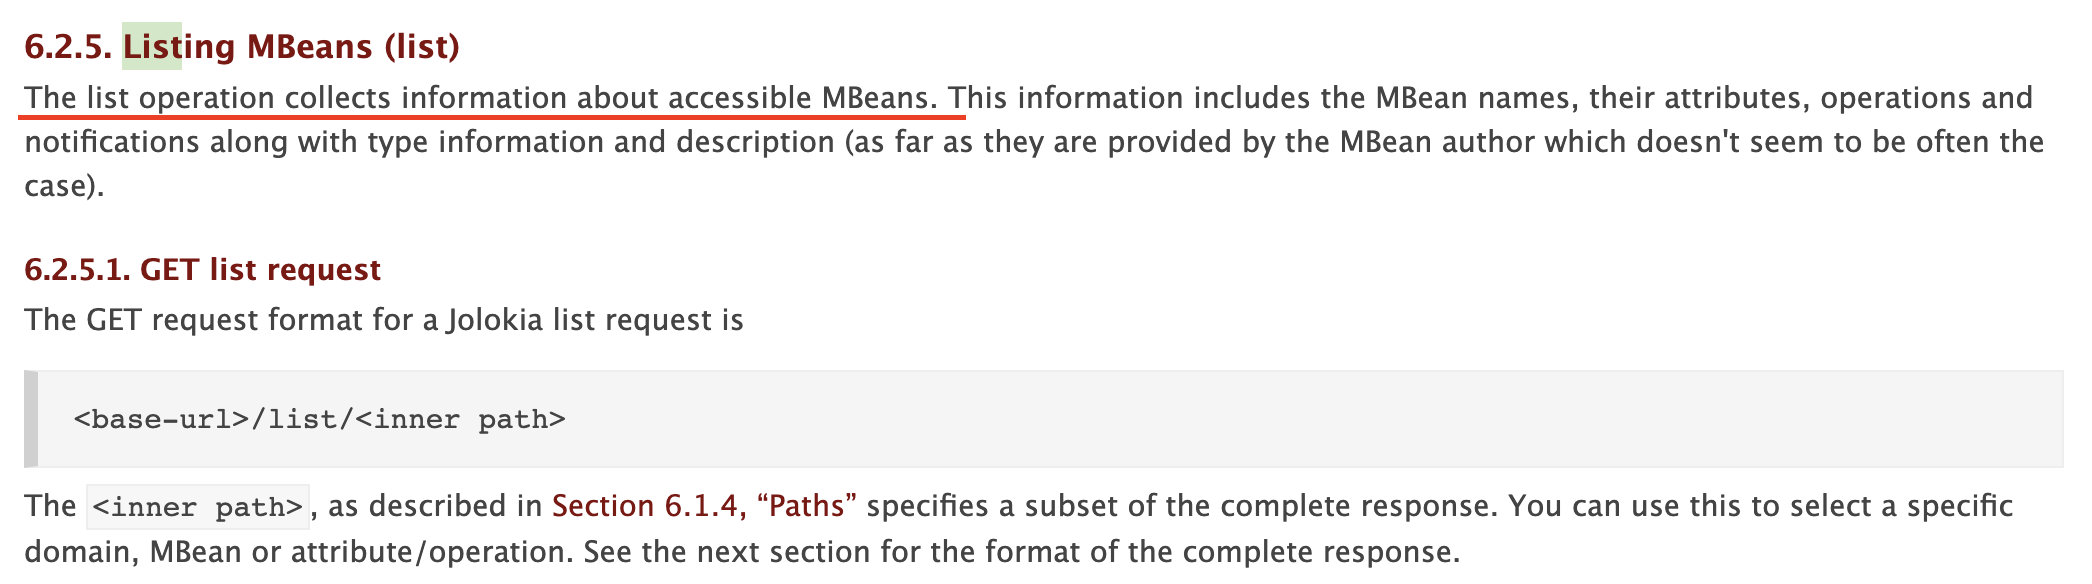 6.2.5. Listing MBeans (list)
The list operation collects information about accessible MBeans. This information includes the MBean names, their attributes, operations and
notifications along with type information and description (as far as they are provided by the MBean author which doesn't seem to be often the
case).
6.2.5.1. GET list request
The GET request format for a Jolokia list request is
<base-url>/list/<inner path>
The <inner path>, as described in Section 6.1.4, “Paths” specifies a subset of the complete response. You can use this to select a specific
domain, MBean or attribute/operation. See the next section for the format of the complete response.